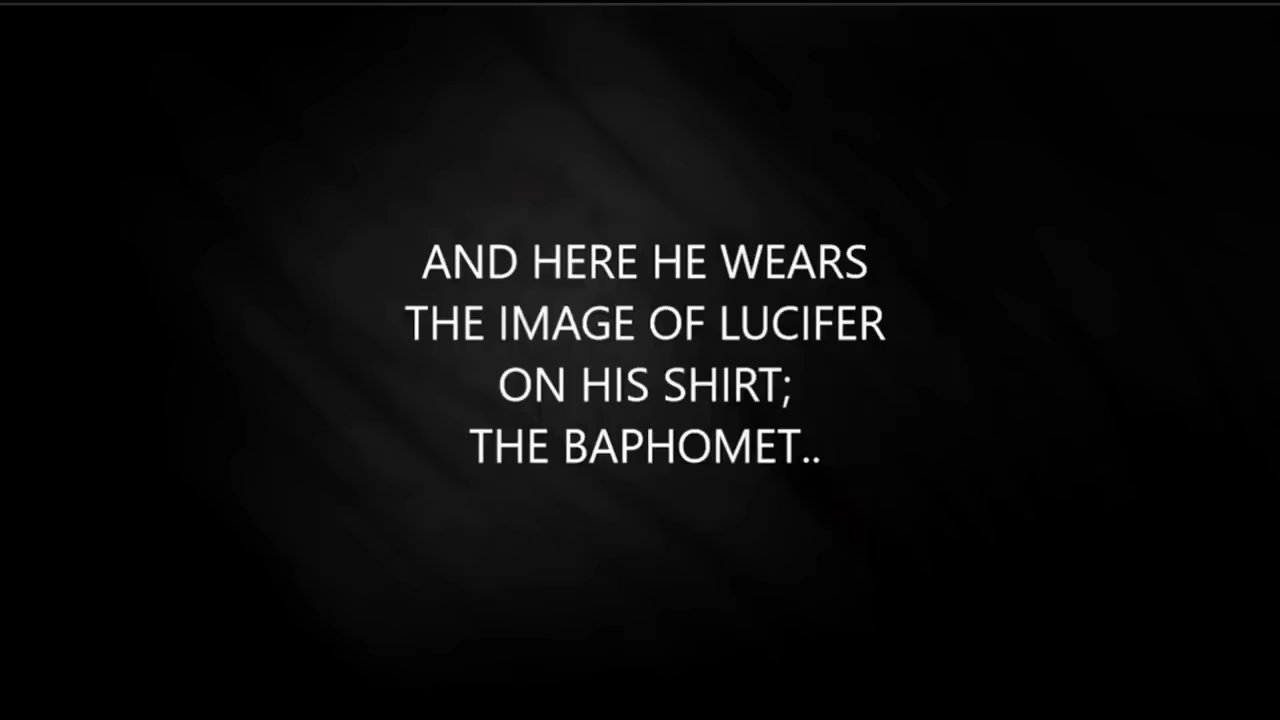 AND HERE HE WEARS
THE IMAGE OF LUCIFER
ON HIS SHIRT;
THE BAPHOMET..